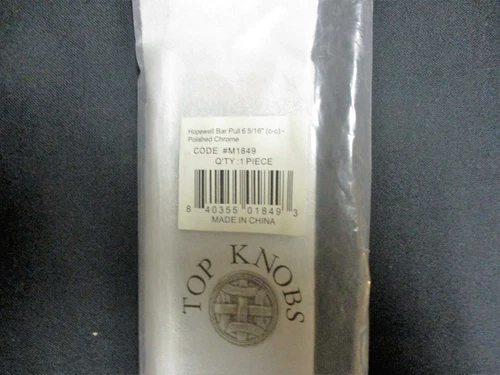 Hopewell Bar Pull 6 5/16" (c-c) -
Polished Chrome
CODE. #M1849
Q'TY :1 PIECE
8 40355 01849 3
MADE IN CHINA
TOP KNOBS